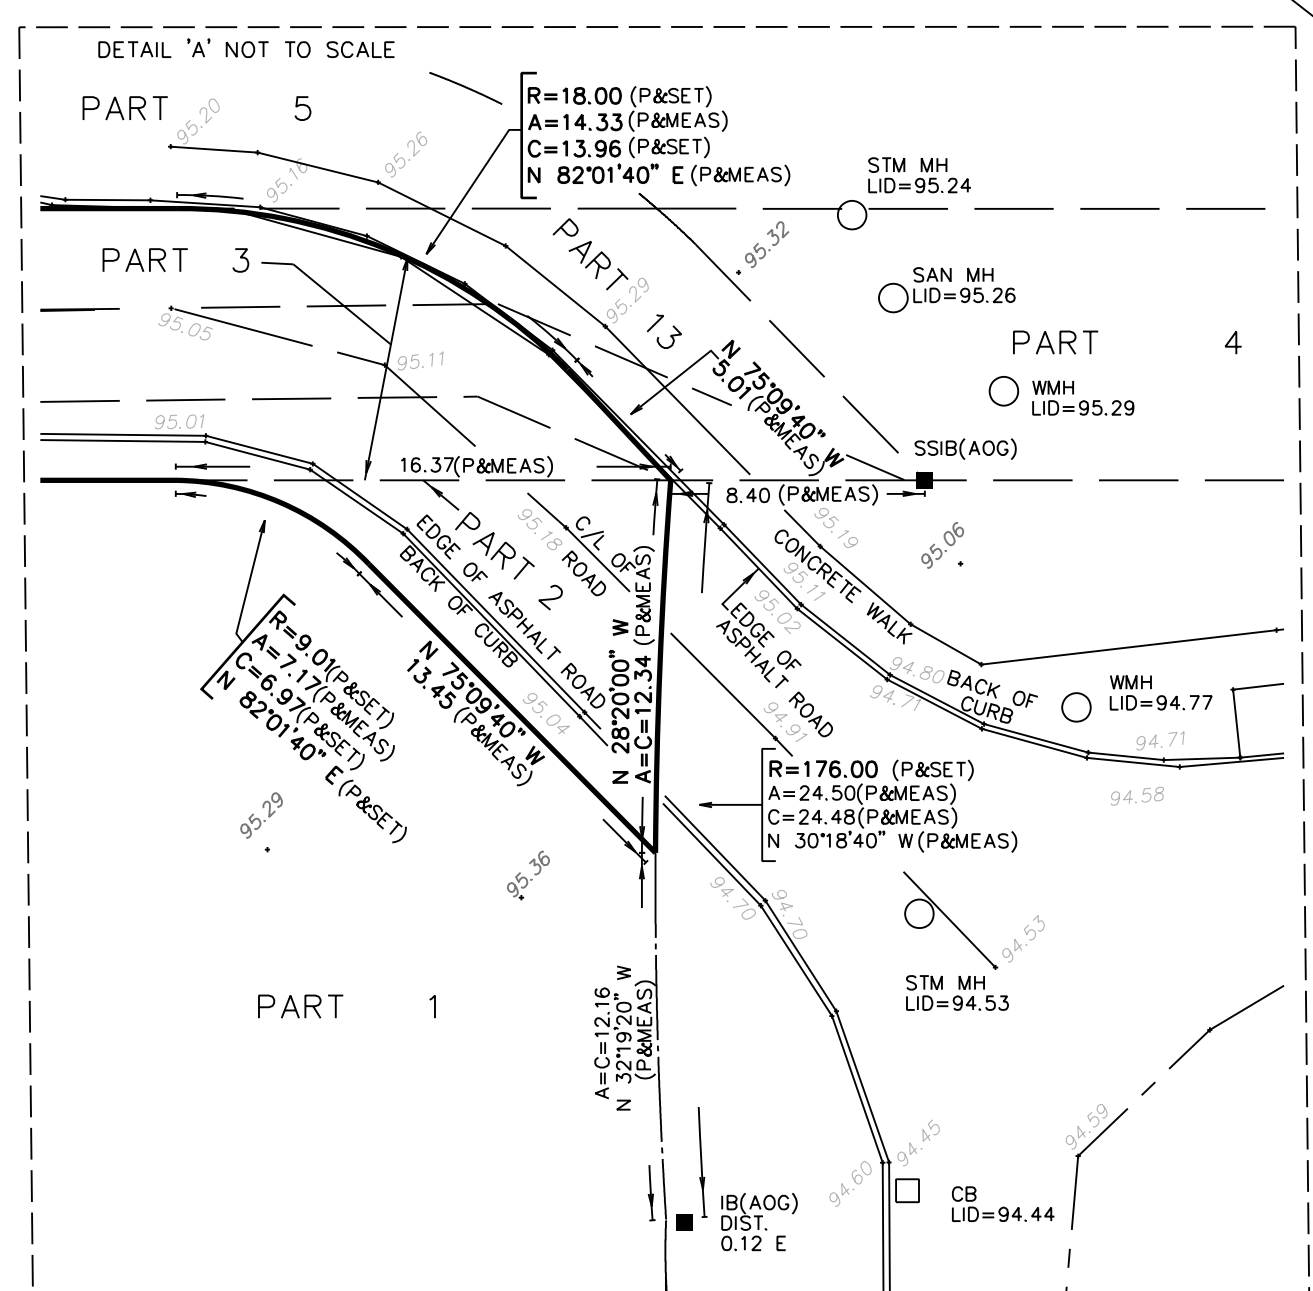 DETAIL 'A' NOT TO SCALE
PART 5
95.20
95.16
95.26
R=18.00 (P&SET)
A=14.33 (P&MEAS)
C=13.96 (P&SET)
N 82°01'40" E (P&MEAS)
STM MH
LID=95.24
95.32
PART 13
95.29
SAN MH
LID=95.26
PART 3
95.05
95.11
PART 4
WMH
LID=95.29
N 75°09'40" W
5.01 (P&MEAS)
95.01
16.37(P&MEAS)
SSIB(AOG)
8.40 (P&MEAS)
PART 2
95.18
C/L OF
ROAD
EDGE OF ASPHALT ROAD
BACK OF CURB
95.04
95.19
95.06
CONCRETE WALK
95.11
95.02
EDGE OF
ASPHALT ROAD
94.80
94.71
BACK OF
CURB
WMH
LID=94.77
94.71
94.58
94.91
N 28°20'00" W
A=C=12.34 (P&MEAS)
R=9.01(P&SET)
A=7.17(P&MEAS)
C=6.97(P&SET)
N 82°01'40" E (P&SET)
N 75°09'40" W
13.45 (P&MEAS)
R=176.00 (P&SET)
A=24.50(P&MEAS)
C=24.48(P&MEAS)
N 30°18'40" W (P&MEAS)
95.29
95.36
94.70
94.70
94.53
STM MH
LID=94.53
PART 1
A=C=12.16
N 32°19'20" W
(P&MEAS)
94.59
94.45
94.60
CB
LID=94.44
IB(AOG)
DIST.
0.12 E